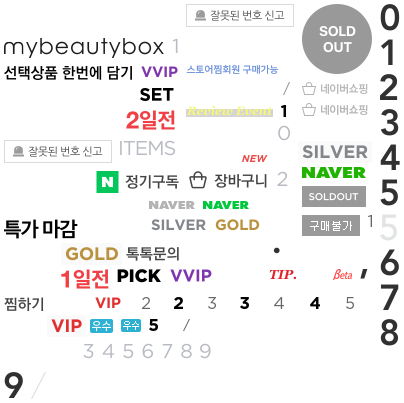 잘못된 번호 신고
SOLD OUT
0
mybeautybox 1
1
선택상품 한번에 담기 VVIP 스토어찜회원 구매가능
SET / 네이버쇼핑
2
2일전 Review Event 1 네이버쇼핑
3
ITEMS 0
잘못된 번호 신고 NEW SILVER
4
N 정기구독 장바구니 2 NAVER
SOLDOUT
5
NAVER NAVER
특가 마감 SILVER GOLD 구매불가 1 5
GOLD 톡톡문의 •
6
1일전 PICK VVIP TIP. βeta ,
7
찜하기 VIP 2 2 3 3 4 4 5
VIP 우수 우수 5 /
8
3 4 5 6 7 8 9
9 /